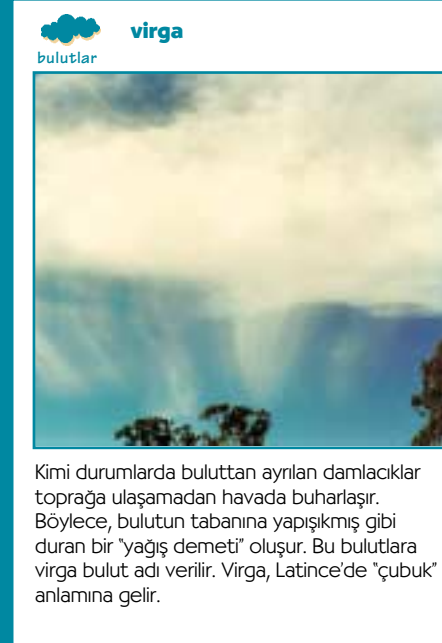 virga
bulutlar
Kimi durumlarda buluttan ayrılan damlacıklar
toprağa ulaşamadan havada buharlaşır.
Böylece, bulutun tabanına yapışıkmış gibi
duran bir "yağış demeti" oluşur. Bu bulutlara
virga bulut adı verilir. Virga, Latince'de "çubuk"
anlamına gelir.